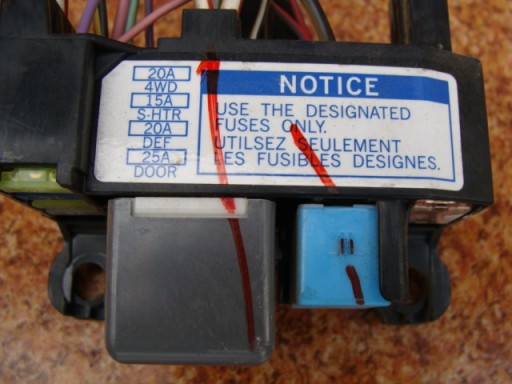 20A
4WD
15A
S-HTR
20A
DEF
25A
DOOR
NOTICE
USE THE DESIGNATED
FUSES ONLY.
UTILSEZ SEULEMENT
LES FUSIBLES DESIGNES.